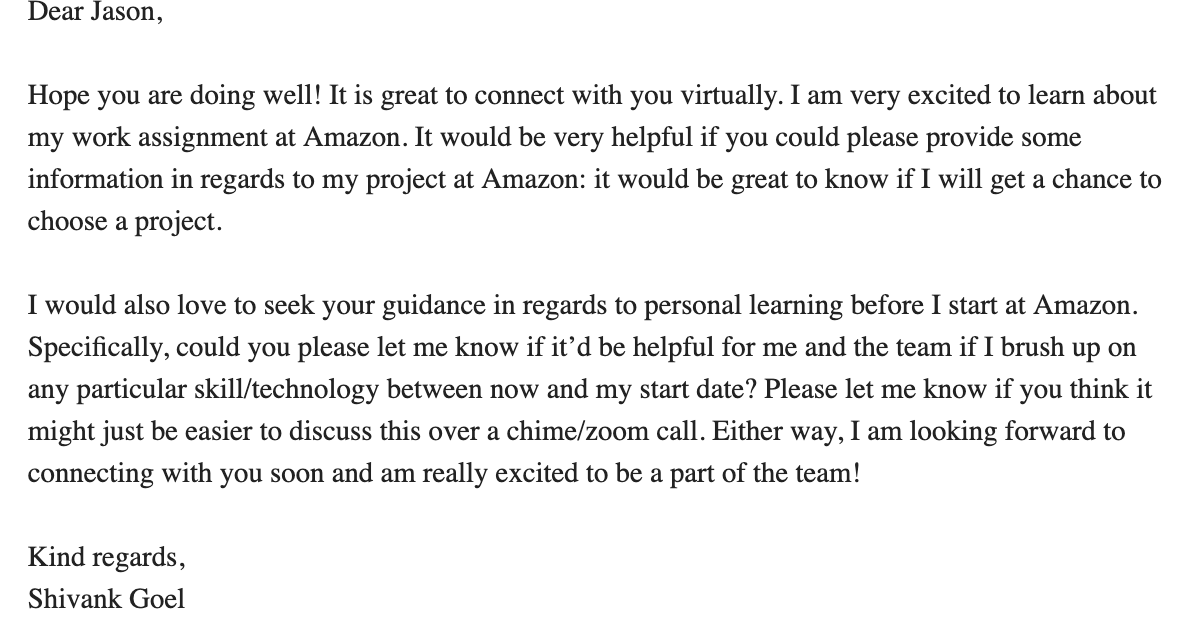 Dear Jason,
Hope you are doing well! It is great to connect with you virtually. I am very excited to learn about
my work assignment at Amazon. It would be very helpful if you could please provide some
information in regards to my project at Amazon: it would be great to know if I will get a chance to
choose a project.
I would also love to seek your guidance in regards to personal learning before I start at Amazon.
Specifically, could you please let me know if it’d be helpful for me and the team if I brush up on
any particular skill/technology between now and my start date? Please let me know if you think it
might just be easier to discuss this over a chime/zoom call. Either way, I am looking forward to
connecting with you soon and am really excited to be a part of the team!
Kind regards,
Shivank Goel